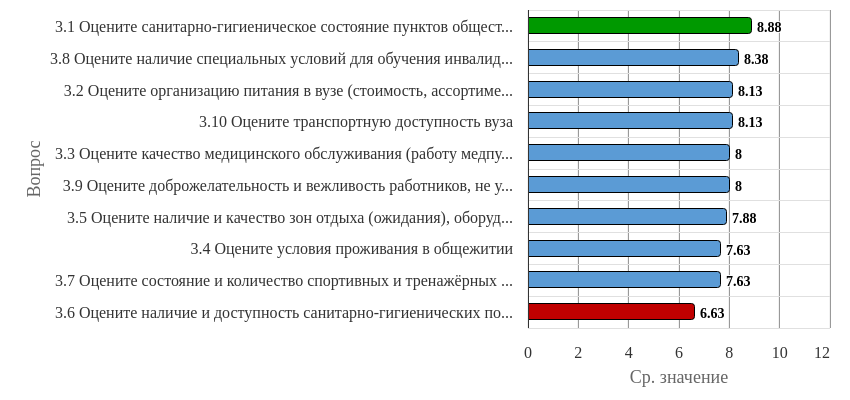 3.1 Оцените санитарно-гигиеническое состояние пунктов общест... 8.88
3.8 Оцените наличие специальных условий для обучения инвалид... 8.38
3.2 Оцените организацию питания в вузе (стоимость, ассортиме... 8.13
3.10 Оцените транспортную доступность вуза 8.13
3.3 Оцените качество медицинского обслуживания (работу медпу... 8
3.9 Оцените доброжелательность и вежливость работников, не у... 8
3.5 Оцените наличие и качество зон отдыха (ожидания), оборуд... 7.88
3.4 Оцените условия проживания в общежитии 7.63
3.7 Оцените состояние и количество спортивных и тренажёрных ... 7.63
3.6 Оцените наличие и доступность санитарно-гигиенических по... 6.63
Вопрос
0 2 4 6 8 10 12
Ср. значение